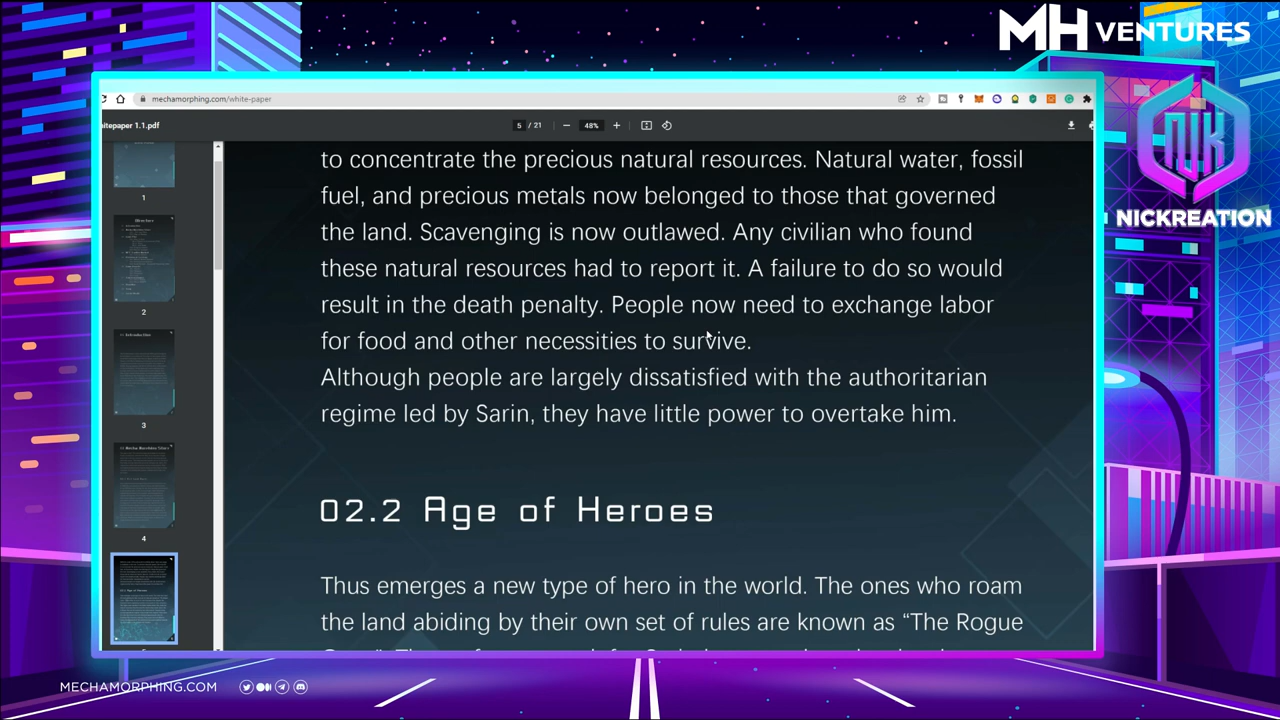 MH VENTURES
mechamorphing.com/white-paper
itepaper 1.1.pdf
5 / 21
48%
to concentrate the precious natural resources. Natural water, fossil
fuel, and precious metals now belonged to those that governed
the land. Scavenging is now outlawed. Any civilian who found
these natural resources had to report it. A failure to do so would
result in the death penalty. People now need to exchange labor
for food and other necessities to survive.
Although people are largely dissatisfied with the authoritarian
regime led by Sarin, they have little power to overtake him.
02.2 Age of Heroes
Thus emerges a new type of hero in the world. The ones who roam
the land abiding by their own set of rules are known as “The Rogue
1
2
3
4
NICKREATION
MECHAMORPHING.COM